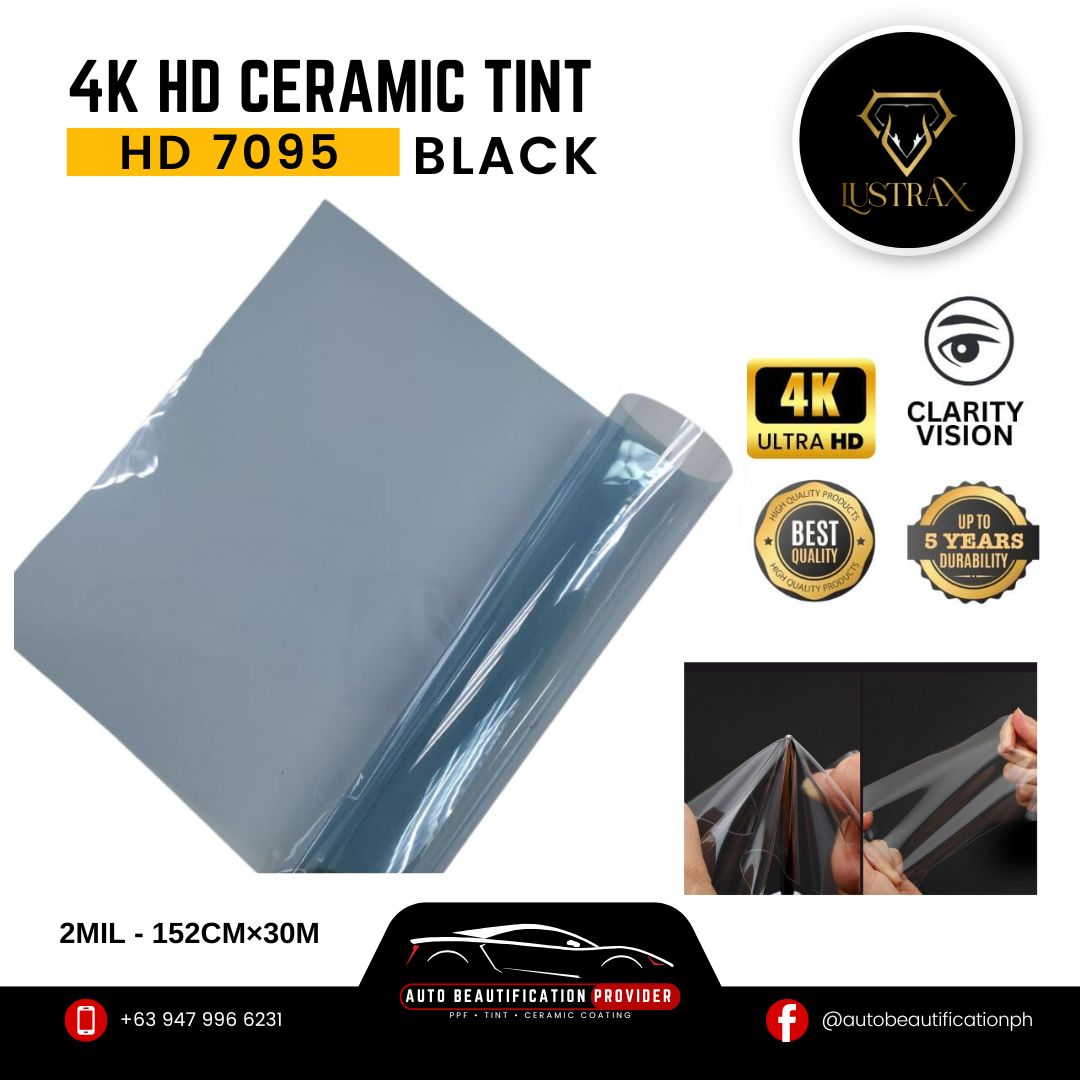 4K HD CERAMIC TINT
HD 7095 BLACK
LUSTRAX
4K
ULTRA HD
CLARITY
VISION
HIGH QUALITY PRODUCTS
BEST
QUALITY
HIGH QUALITY PRODUCTS
UP TO
5 YEARS
DURABILITY
2MIL - 152CM×30M
AUTO BEAUTIFICATION PROVIDER
PPF • TINT • CERAMIC COATING
+63 947 996 6231
@autobeautificationph